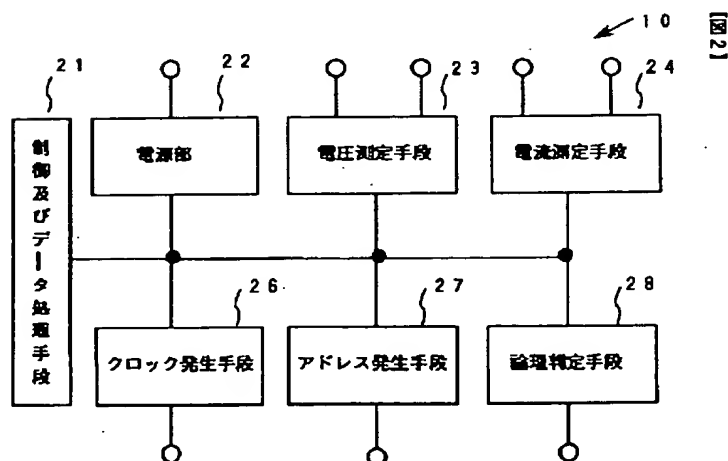 【図2】
10
21
22
23
24
制御及びデータ処理手段
電源部
電圧測定手段
電流測定手段
26
27
28
クロック発生手段
アドレス発生手段
論理判定手段